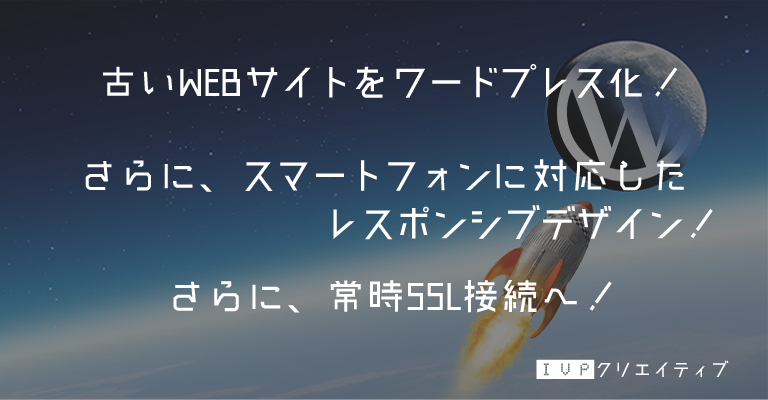 古いWEBサイトをワードプレス化！
さらに、スマートフォンに対応した
レスポンシブデザイン！
さらに、常時SSL接続へ！
IVPクリエイティブ